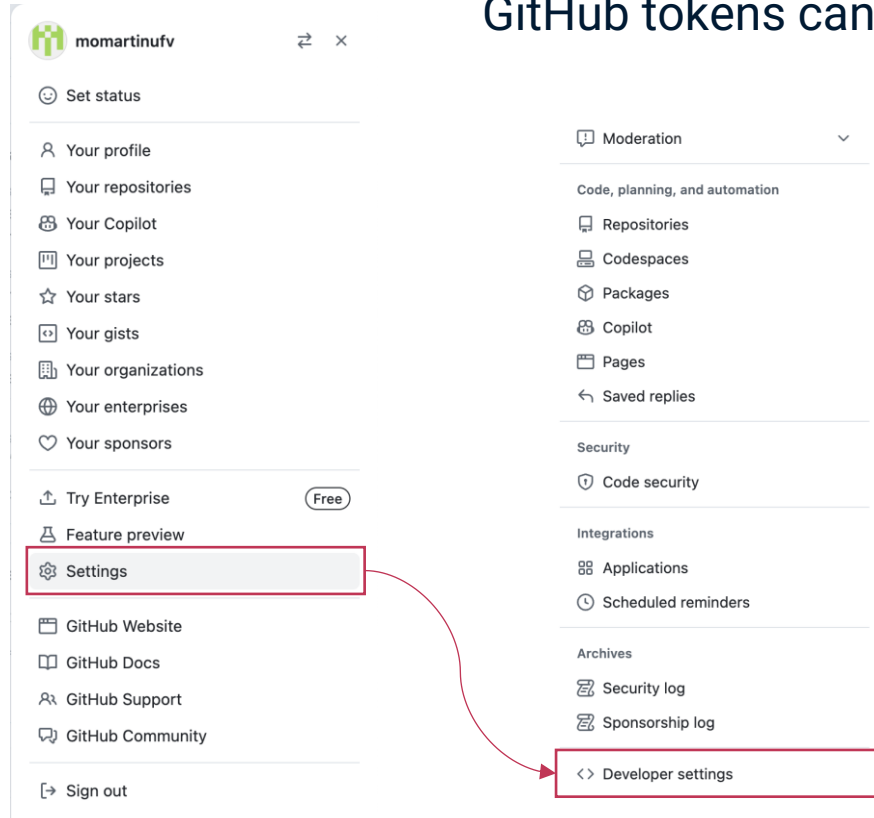 GitHub tokens can
momartinufv
Set status
Your profile
Your repositories
Your Copilot
Your projects
Your stars
Your gists
Your organizations
Your enterprises
Your sponsors
Try Enterprise
Free
Feature preview
Settings
GitHub Website
GitHub Docs
GitHub Support
GitHub Community
Sign out
Moderation
Code, planning, and automation
Repositories
Codespaces
Packages
Copilot
Pages
Saved replies
Security
Code security
Integrations
Applications
Scheduled reminders
Archives
Security log
Sponsorship log
Developer settings